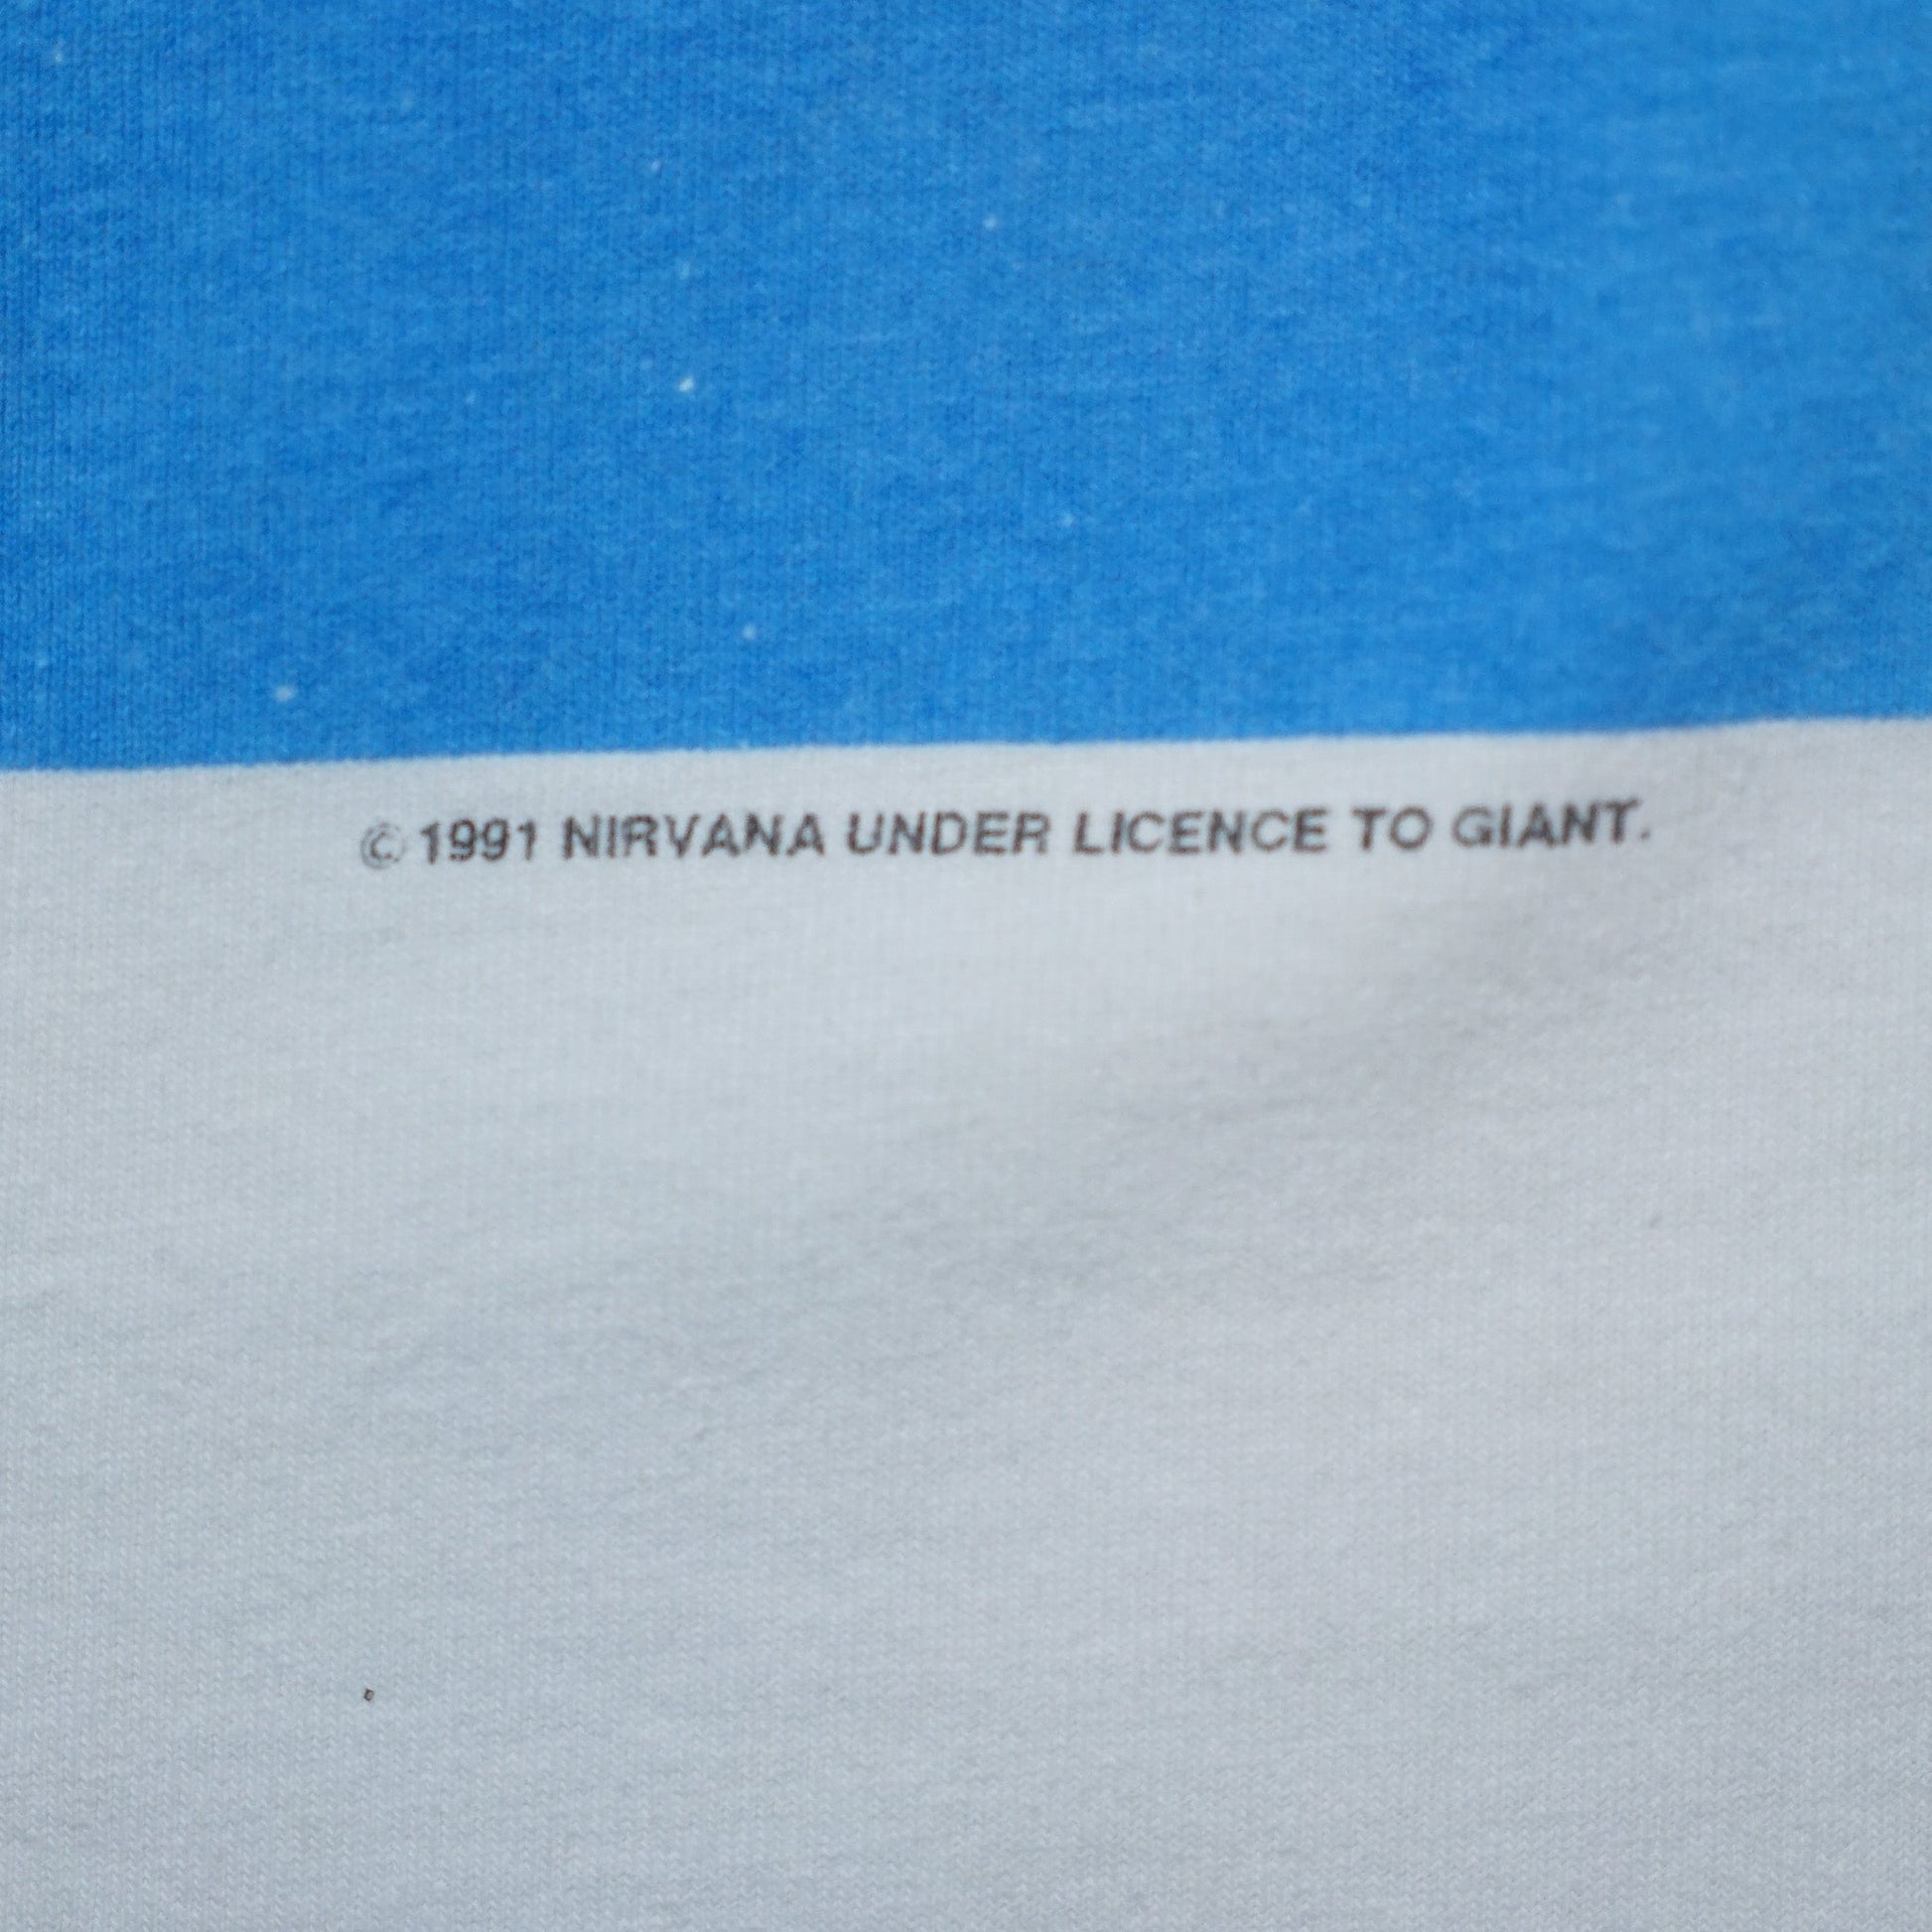 © 1991 NIRVANA UNDER LICENCE TO GIANT.